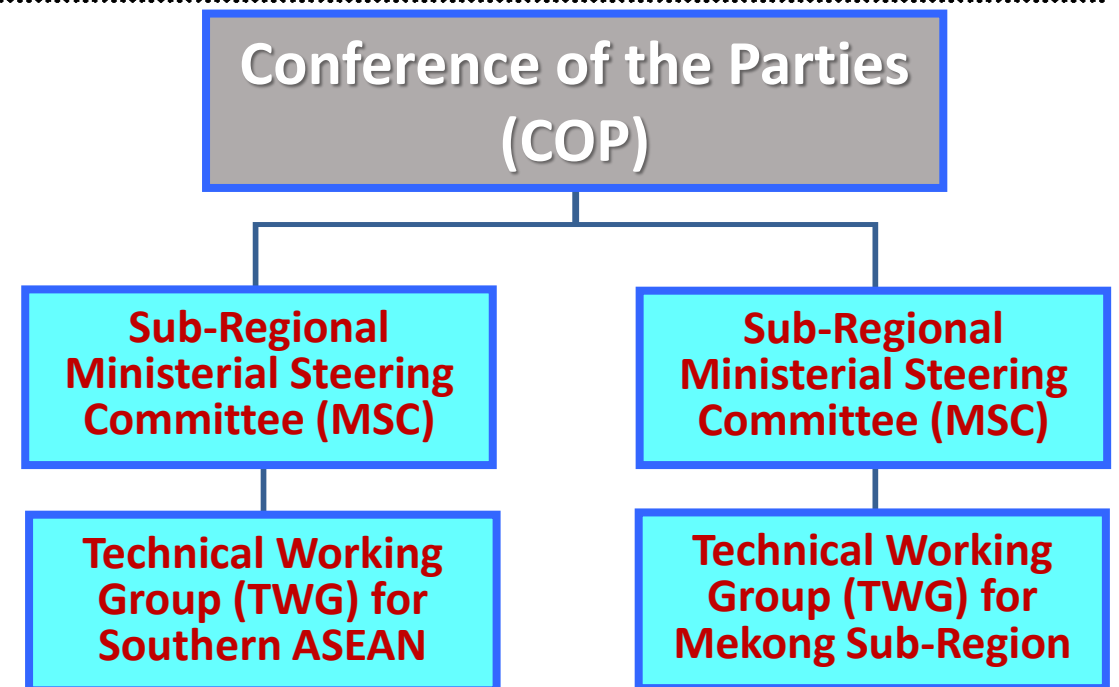 Conference of the Parties
(COP)
Sub-Regional
Ministerial Steering
Committee (MSC)
Sub-Regional
Ministerial Steering
Committee (MSC)
Technical Working
Group (TWG) for
Southern ASEAN
Technical Working
Group (TWG) for
Mekong Sub-Region